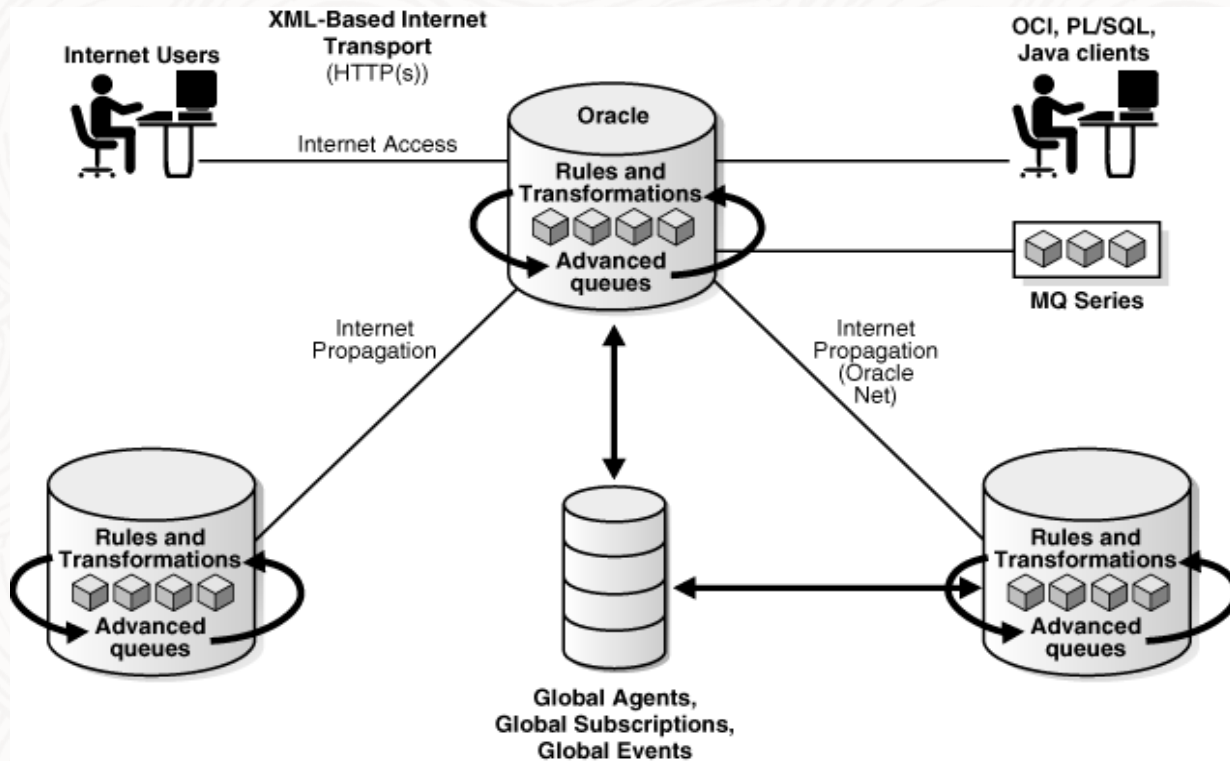 XML-Based Internet
Transport
(HTTP(s))
Internet Users
OCI, PL/SQL,
Java clients
Oracle
Internet Access
Rules and
Transformations
Advanced
queues
MQ Series
Internet
Propagation
Internet
Propagation
(Oracle
Net)
Rules and
Transformations
Advanced
queues
Rules and
Transformations
Advanced
queues
Global Agents,
Global Subscriptions,
Global Events